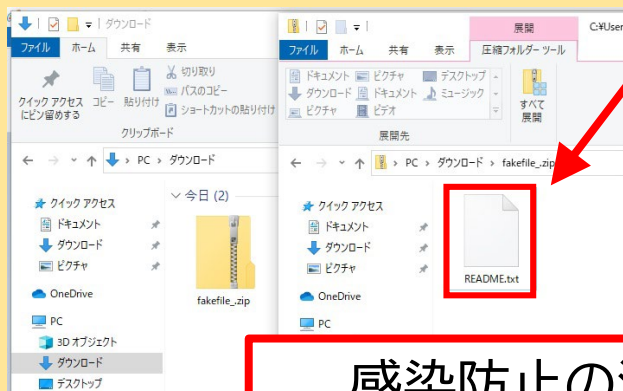 ダウンロード
ファイル ホーム 共有 表示
クイック アクセス
にピン留めする
コピー
貼り付け
切り取り
パスのコピー
ショートカットの貼り付け
クリップボード
PC › ダウンロード
クイック アクセス
ドキュメント
ダウンロード
ピクチャ
OneDrive
PC
3D オブジェクト
ダウンロード
デスクトップ
今日 (2)
fakefile_.zip
展開
C:¥User
ファイル ホーム 共有 表示 圧縮フォルダー ツール
ドキュメント ピクチャ デスクトップ
ダウンロード ドキュメント ミュージック
ピクチャ ビデオ
展開先
すべて
展開
PC › ダウンロード › fakefile_.zip
クイック アクセス
ドキュメント
ダウンロード
ピクチャ
OneDrive
PC
README.txt
感染防止の